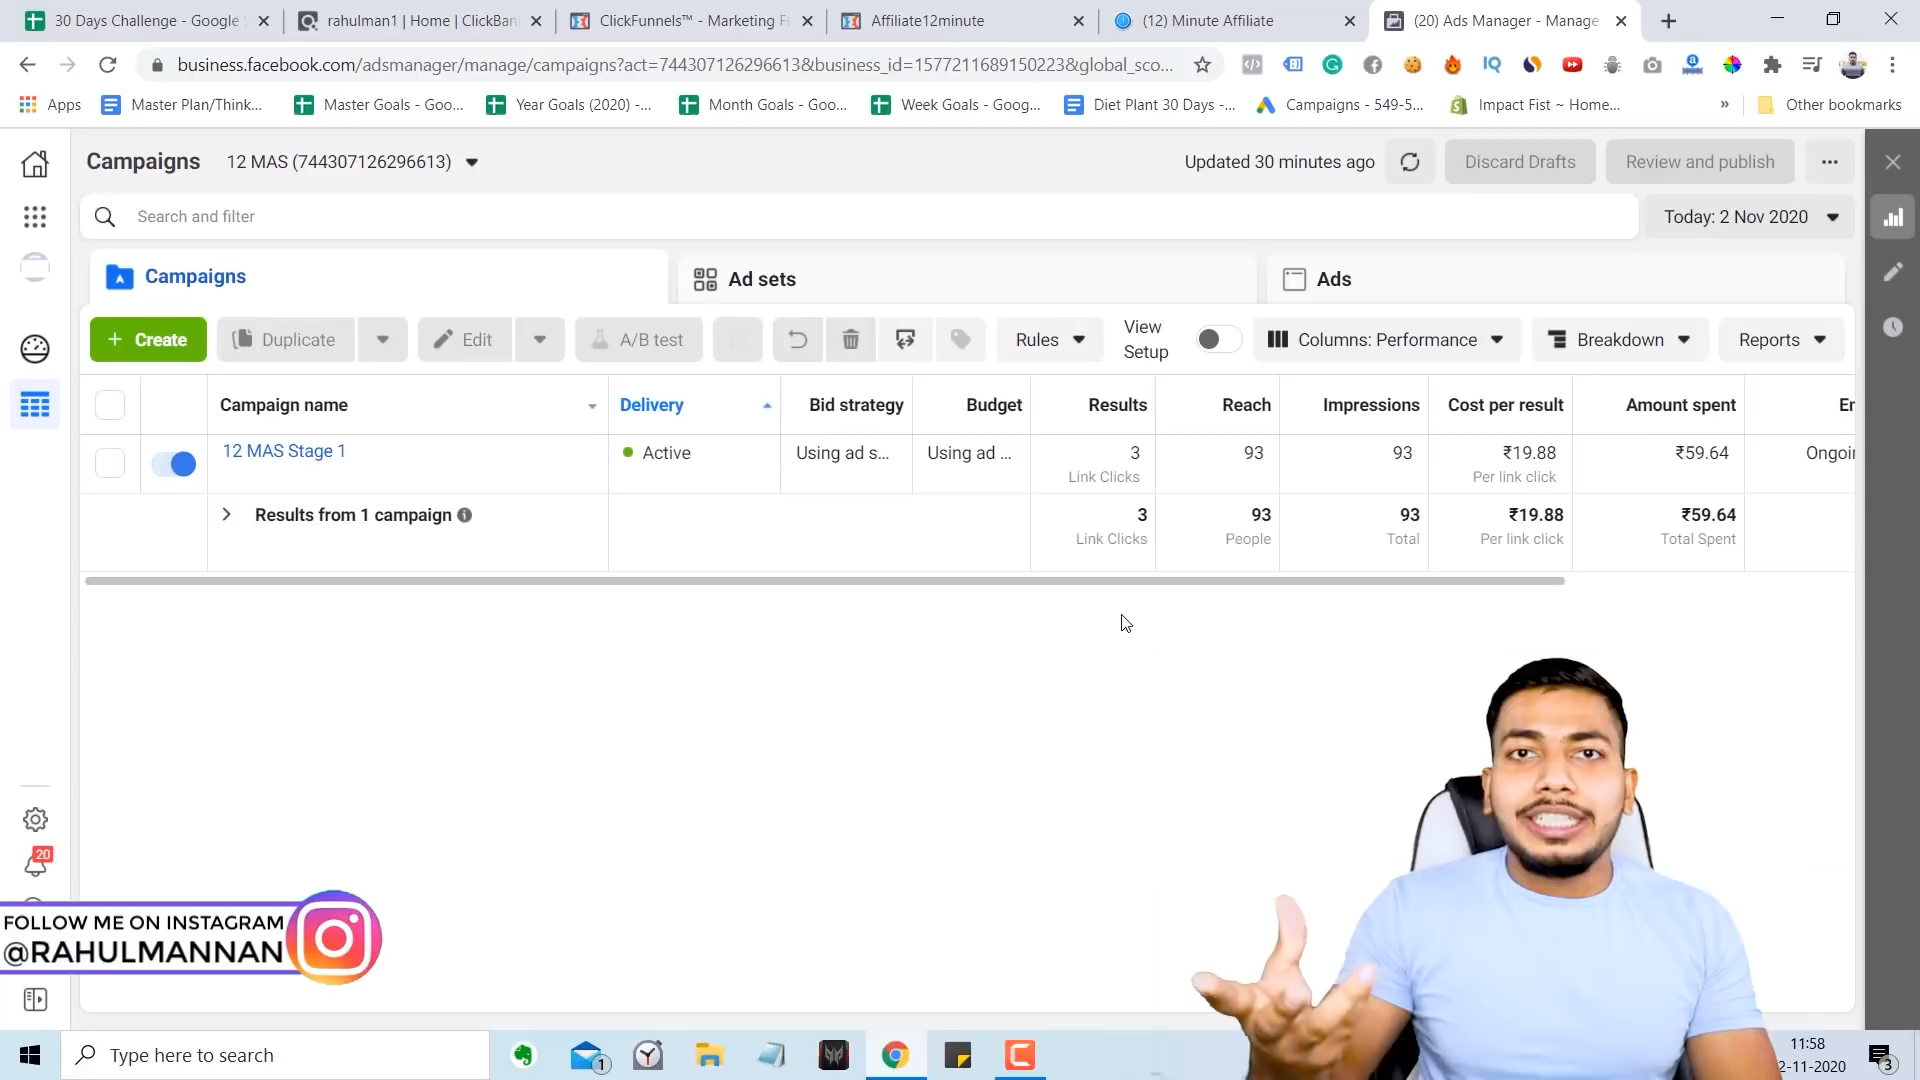 30 Days Challenge - Google
rahulman1 | Home | ClickBan
ClickFunnels™ - Marketing F
Affiliate12minute
(12) Minute Affiliate
(20) Ads Manager - Manage
business.facebook.com/adsmanager/manage/campaigns?act=744307126296613&business_id=1577211689150223&global_sco...
Apps
Master Plan/Think...
Master Goals - Goo...
Year Goals (2020) -...
Month Goals - Goo...
Week Goals - Goog...
Diet Plant 30 Days -...
Campaigns - 549-5...
Impact Fist ~ Home...
»
Other bookmarks
Campaigns
12 MAS (744307126296613)
Updated 30 minutes ago
Discard Drafts
Review and publish
Search and filter
Today: 2 Nov 2020
Campaigns
Ad sets
Ads
+ Create
Duplicate
Edit
A/B test
Rules
View
Setup
Columns: Performance
Breakdown
Reports
Campaign name
Delivery
Bid strategy
Budget
Results
Reach
Impressions
Cost per result
Amount spent
En
12 MAS Stage 1
Active
Using ad s...
Using ad ...
3
93
93
₹19.88
₹59.64
Ongoin
Link Clicks
Per link click
Results from 1 campaign
3
93
93
₹19.88
₹59.64
Link Clicks
People
Total
Per link click
Total Spent
20
FOLLOW ME ON INSTAGRAM
@RAHULMANNAN
Type here to search
1
11:58
2-11-2020
3